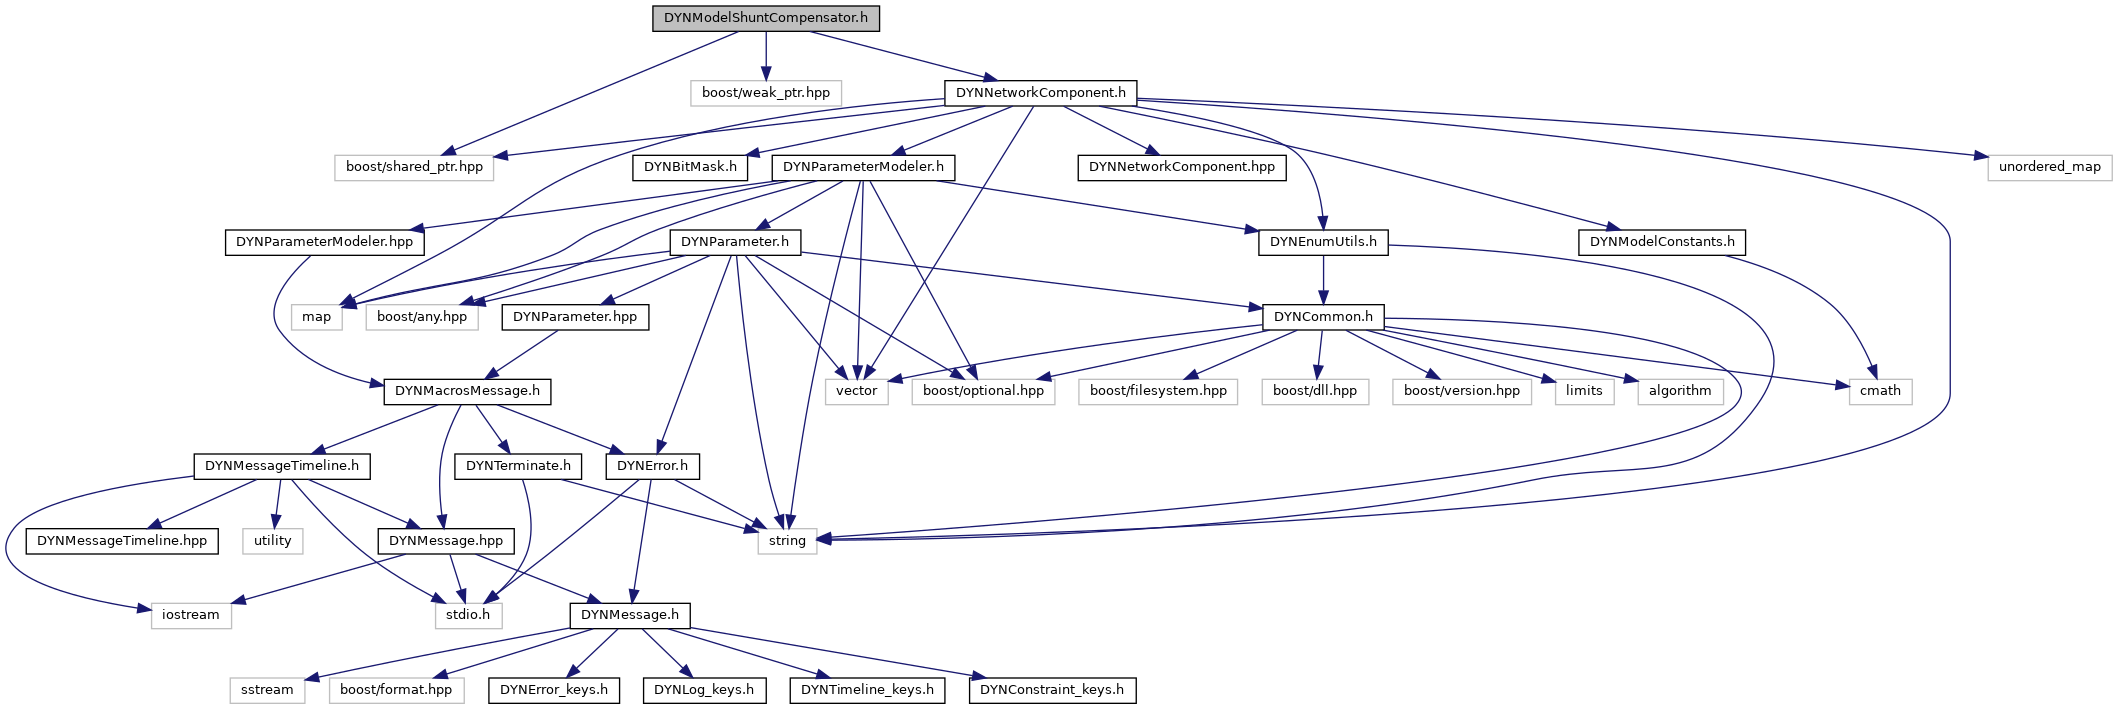 DYNModelShuntCompensator.h
boost/weak_ptr.hpp
DYNNetworkComponent.h
boost/shared_ptr.hpp
DYNBitMask.h
DYNParameterModeler.h
DYNNetworkComponent.hpp
unordered_map
DYNParameterModeler.hpp
DYNParameter.h
DYNEnumUtils.h
DYNModelConstants.h
map
boost/any.hpp
DYNParameter.hpp
DYNCommon.h
DYNMacrosMessage.h
vector
boost/optional.hpp
boost/filesystem.hpp
boost/dll.hpp
boost/version.hpp
limits
algorithm
cmath
DYNMessageTimeline.h
DYNTerminate.h
DYNError.h
DYNMessageTimeline.hpp
utility
DYNMessage.hpp
string
iostream
stdio.h
DYNMessage.h
sstream
boost/format.hpp
DYNError_keys.h
DYNLog_keys.h
DYNTimeline_keys.h
DYNConstraint_keys.h